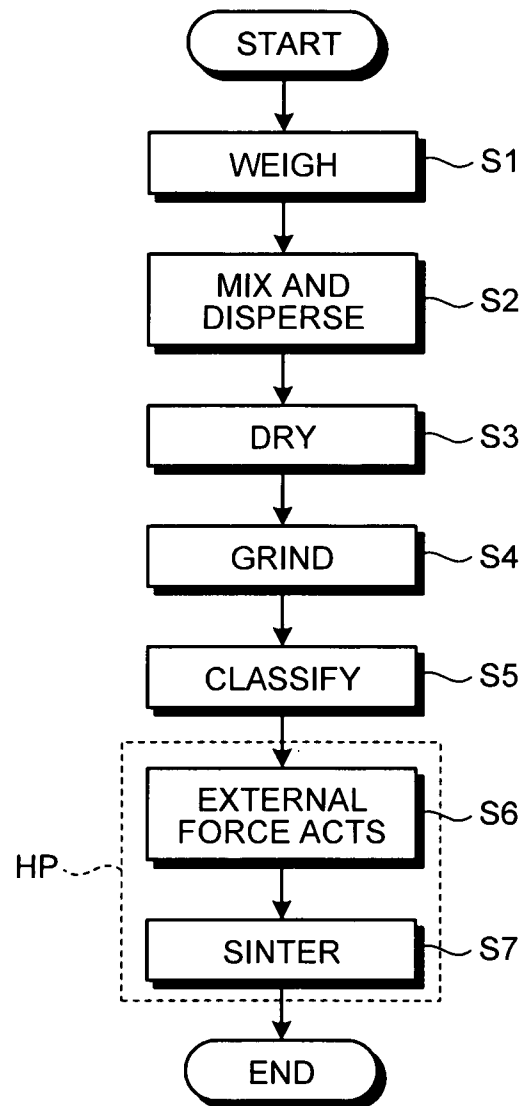 START
WEIGH
S1
MIX AND
DISPERSE
S2
DRY
S3
GRIND
S4
CLASSIFY
S5
EXTERNAL
FORCE ACTS
S6
HP
SINTER
S7
END